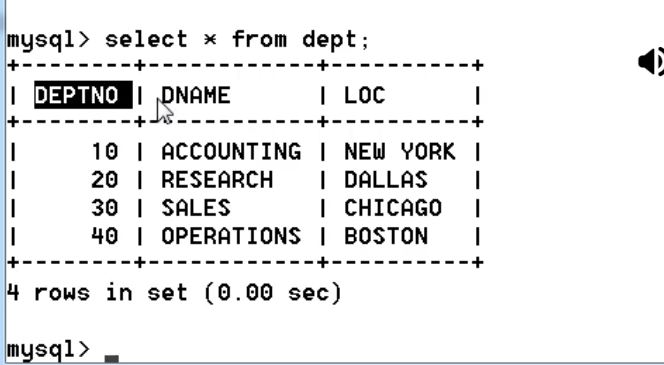 mysql> select * from dept;
+--------+------------+----------+
| DEPTNO | DNAME      | LOC      |
+--------+------------+----------+
|     10 | ACCOUNTING | NEW YORK |
|     20 | RESEARCH   | DALLAS   |
|     30 | SALES      | CHICAGO  |
|     40 | OPERATIONS | BOSTON   |
+--------+------------+----------+
4 rows in set (0.00 sec)
mysql> _